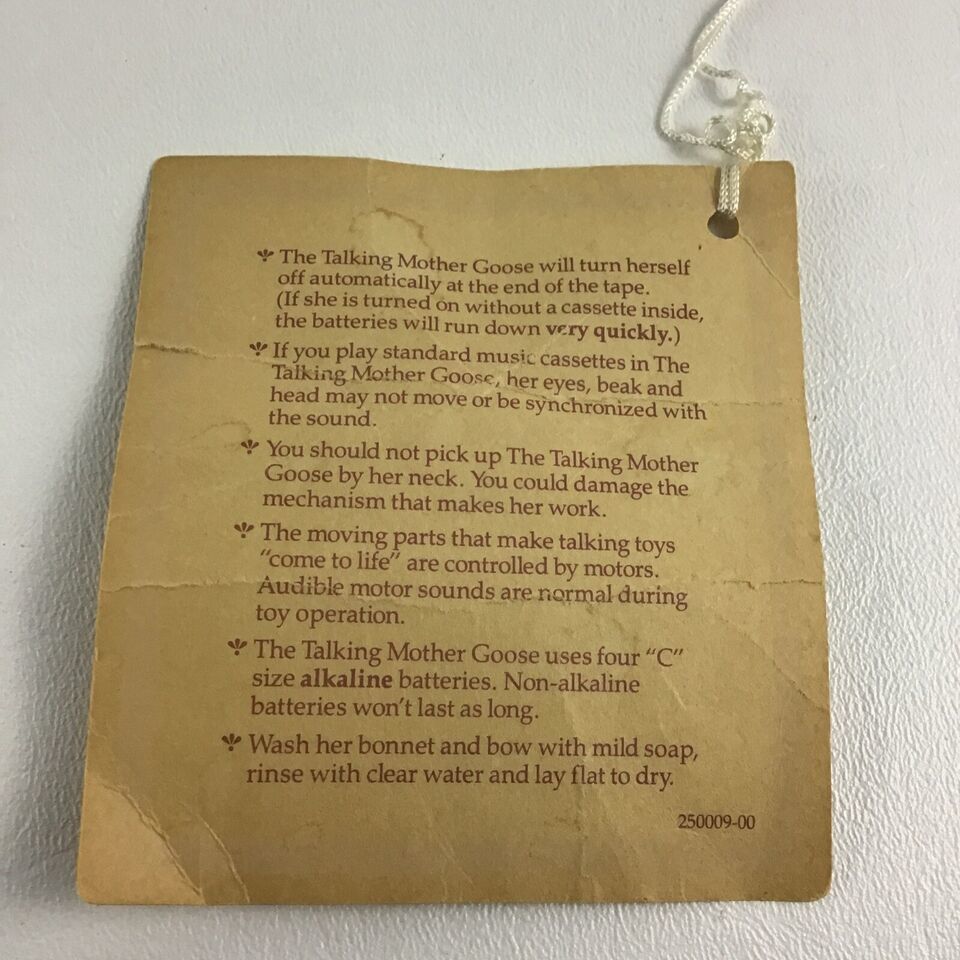 The Talking Mother Goose will turn herself
off automatically at the end of the tape.
(If she is turned on without a cassette inside,
the batteries will run down very quickly.)
If you play standard music cassettes in The
Talking Mother Goose, her eyes, beak and
head may not move or be synchronized with
the sound.
You should not pick up The Talking Mother
Goose by her neck. You could damage the
mechanism that makes her work.
The moving parts that make talking toys
“come to life” are controlled by motors.
Audible motor sounds are normal during
toy operation.
The Talking Mother Goose uses four “C”
size alkaline batteries. Non-alkaline
batteries won’t last as long.
Wash her bonnet and bow with mild soap,
rinse with clear water and lay flat to dry.
250009-00